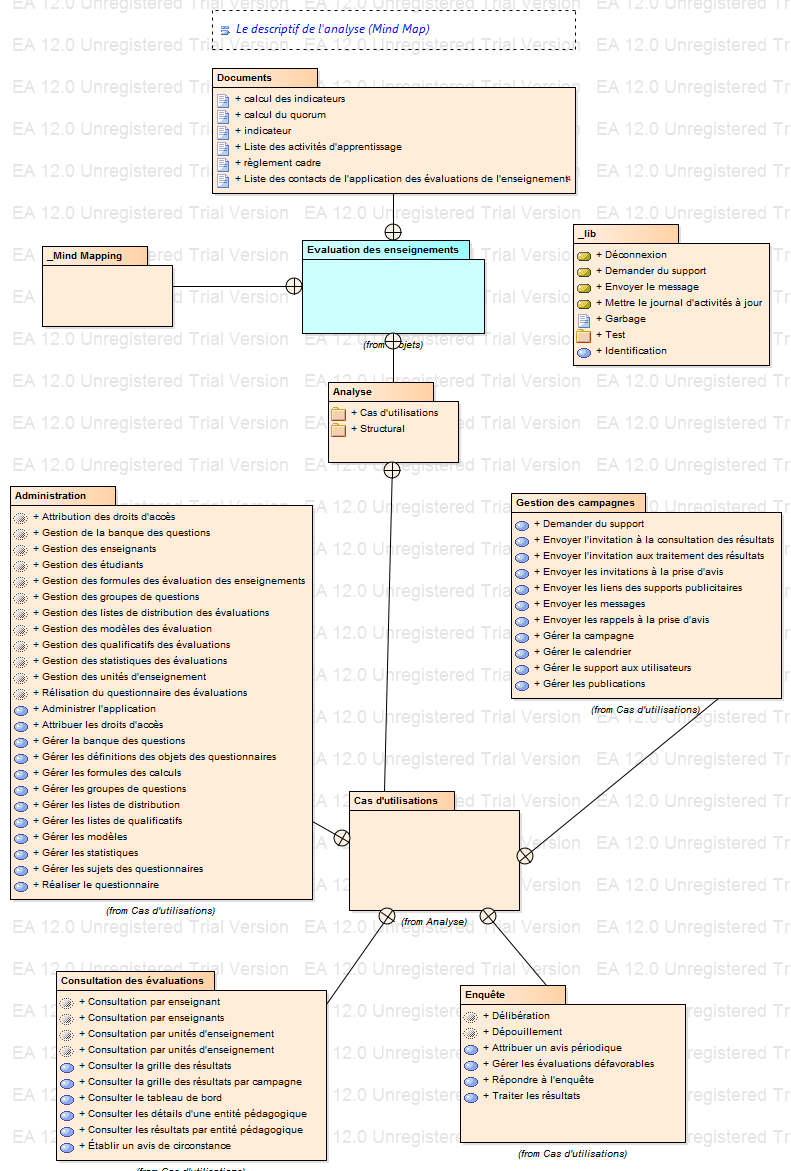 Le descriptif de l'analyse (Mind Map)
Documents
+ calcul des indicateurs
+ calcul du quorum
+ indicateur
+ Liste des activités d'apprentissage
+ règlement cadre
+ Liste des contacts de l'application des évaluations de l'enseignement
_Mind Mapping
Evaluation des enseignements
_lib
+ Déconnexion
+ Demander du support
+ Envoyer le message
+ Mettre le journal d'activités à jour
+ Garbage
+ Test
+ Identification
Analyse
+ Cas d'utilisations
+ Structural
Administration
+ Attribution des droits d'accès
+ Gestion de la banque des questions
+ Gestion des enseignants
+ Gestion des étudiants
+ Gestion des formules des évaluation des enseignements
+ Gestion des groupes de questions
+ Gestion des listes de distribution des évaluations
+ Gestion des modèles des évaluation
+ Gestion des qualificatifs des évaluations
+ Gestion des statistiques des évaluations
+ Gestion des unités d'enseignement
+ Rélisation du questionnaire des évaluations
+ Administrer l'application
+ Attribuer les droits d'accès
+ Gérer la banque des questions
+ Gérer les définitions des objets des questionnaires
+ Gérer les formules des calculs
+ Gérer les groupes de questions
+ Gérer les listes de distribution
+ Gérer les listes de qualificatifs
+ Gérer les modèles
+ Gérer les statistiques
+ Gérer les sujets des questionnaires
+ Réaliser le questionnaire
(from Cas d'utilisations)
Gestion des campagnes
+ Demander du support
+ Envoyer l'invitation à la consultation des résultats
+ Envoyer l'invitation aux traitement des résultats
+ Envoyer les invitations à la prise d'avis
+ Envoyer les liens des supports publicitaires
+ Envoyer les messages
+ Envoyer les rappels à la prise d'avis
+ Gérer la campagne
+ Gérer le calendrier
+ Gérer le support aux utilisateurs
+ Gérer les publications
(from Cas d'utilisations)
Cas d'utilisations
(from Analyse)
Consultation des évaluations
+ Consultation par enseignant
+ Consultation par enseignants
+ Consultation par unités d'enseignement
+ Consultation par unités d'enseignement
+ Consulter la grille des résultats
+ Consulter la grille des résultats par campagne
+ Consulter le tableau de bord
+ Consulter les détails d'une entité pédagogique
+ Consulter les résultats par entité pédagogique
+ Établir un avis de circonstance
(from Cas d'utilisations)
Enquête
+ Délibération
+ Dépouillement
+ Attribuer un avis périodique
+ Gérer les évaluations défavorables
+ Répondre à l'enquête
+ Traiter les résultats
(from Cas d'utilisations)